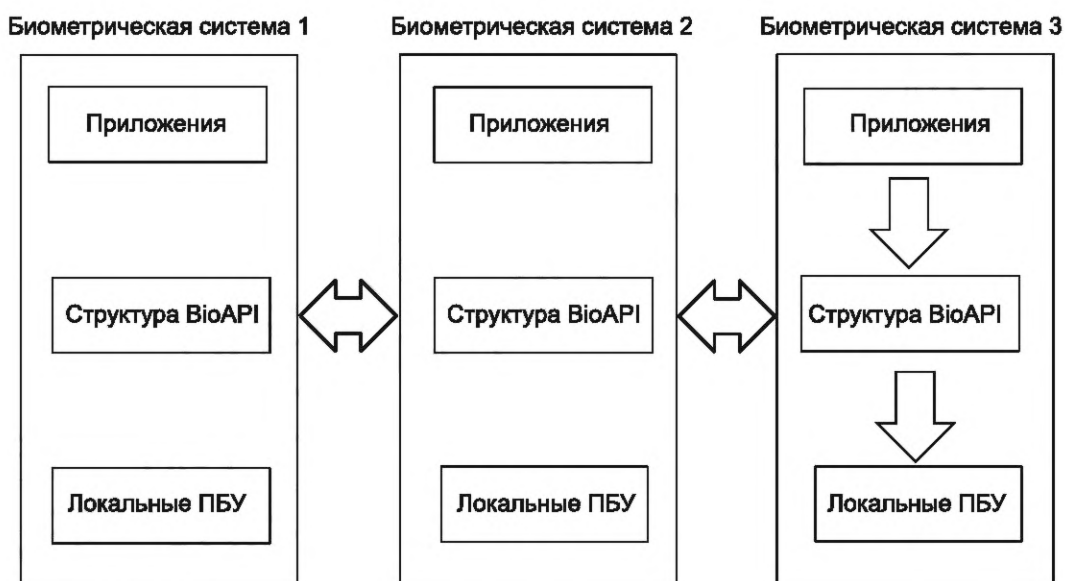 Биометрическая система 1
Биометрическая система 2
Биометрическая система 3
Приложения
Приложения
Приложения
Структура BioAPI
Структура BioAPI
Структура BioAPI
Локальные ПБУ
Локальные ПБУ
Локальные ПБУ